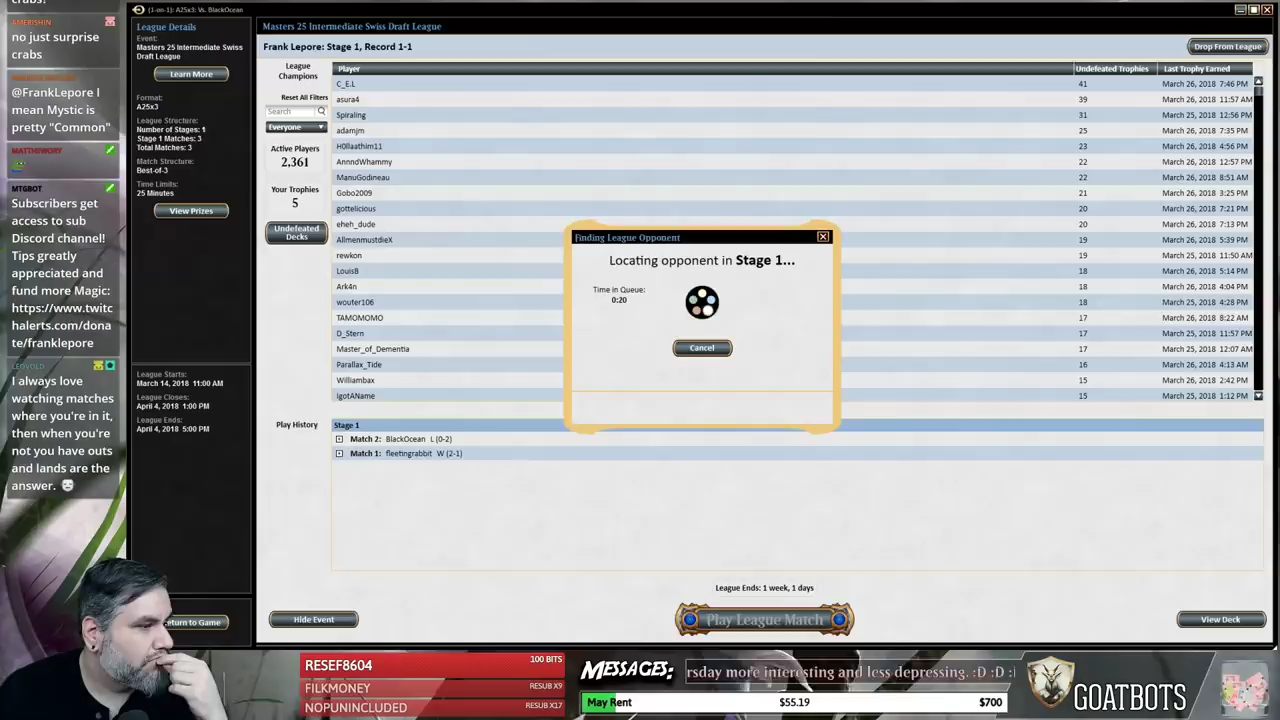 crabs!
AMERISHIN
no just surprise
crabs
@FrankLepore I
mean Mystic is
pretty "Common"
MATTHIWORY
MTGBOT
Subscribers get
access to sub
Discord channel!
Tips greatly
appreciated and
fund more Magic:
https://www.twitc
halerts.com/dona
te/franklepore
LEOVOLD
I always love
watching matches
where you're in it,
then when you're
not you have outs
and lands are the
answer.
(1-on-1): A25x3: Vs. BlackOcean
League Details
Event:
Masters 25 Intermediate Swiss
Draft League
Learn More
Format:
A25x3
League Structure:
Number of Stages: 1
Stage 1 Matches: 3
Total Matches: 3
Match Structure:
Best-of-3
Time Limits:
25 Minutes
View Prizes
League Starts:
March 14, 2018 11:00 AM
League Closes:
April 4, 2018 1:00 PM
League Ends:
April 4, 2018 5:00 PM
Return to Game
Masters 25 Intermediate Swiss Draft League
Frank Lepore: Stage 1, Record 1-1
Drop From League
League
Champions
Reset All Filters
Search
Everyone
Active Players
2,361
Your Trophies
5
Undefeated
Decks
Player Undefeated Trophies Last Trophy Earned
C_E.L 41 March 26, 2018 7:46 PM
asura4 39 March 26, 2018 11:57 AM
Spiraling 31 March 26, 2018 12:56 PM
adamjm 25 March 26, 2018 7:35 PM
H0llaathim11 23 March 26, 2018 4:56 PM
AnnndWhammy 22 March 26, 2018 12:57 PM
ManuGodineau 22 March 26, 2018 8:51 AM
Gobo2009 21 March 26, 2018 3:25 PM
gottelicious 20 March 26, 2018 7:21 PM
eheh_dude 20 March 26, 2018 7:13 PM
AllmenmustdieX 19 March 26, 2018 5:39 PM
rewkon 19 March 25, 2018 11:50 AM
LouisB 18 March 26, 2018 5:14 PM
Ark4n 18 March 26, 2018 4:04 PM
wouter106 18 March 25, 2018 4:28 PM
TAMOMOMO 17 March 26, 2018 8:22 AM
D_Stern 17 March 25, 2018 11:57 PM
Master_of_Dementia 17 March 25, 2018 12:07 AM
Parallax_Tide 16 March 26, 2018 4:13 AM
Williambax 15 March 26, 2018 2:42 PM
IgotAName 15 March 25, 2018 1:12 PM
Finding League Opponent
Locating opponent in Stage 1...
Time in Queue:
0:20
Cancel
Play History
Stage 1
Match 2: BlackOcean L (0-2)
Match 1: fleetingrabbit W (2-1)
League Ends: 1 week, 1 days
Hide Event
Play League Match
View Deck
RESEF8604 100 BITS
FILKMONEY RESUB X9
NOPUNINCLUDED RESUB X17
MESSAGES:
rsday more interesting and less depressing. :D :D :D
May Rent $55.19 $700
GOATBOTS